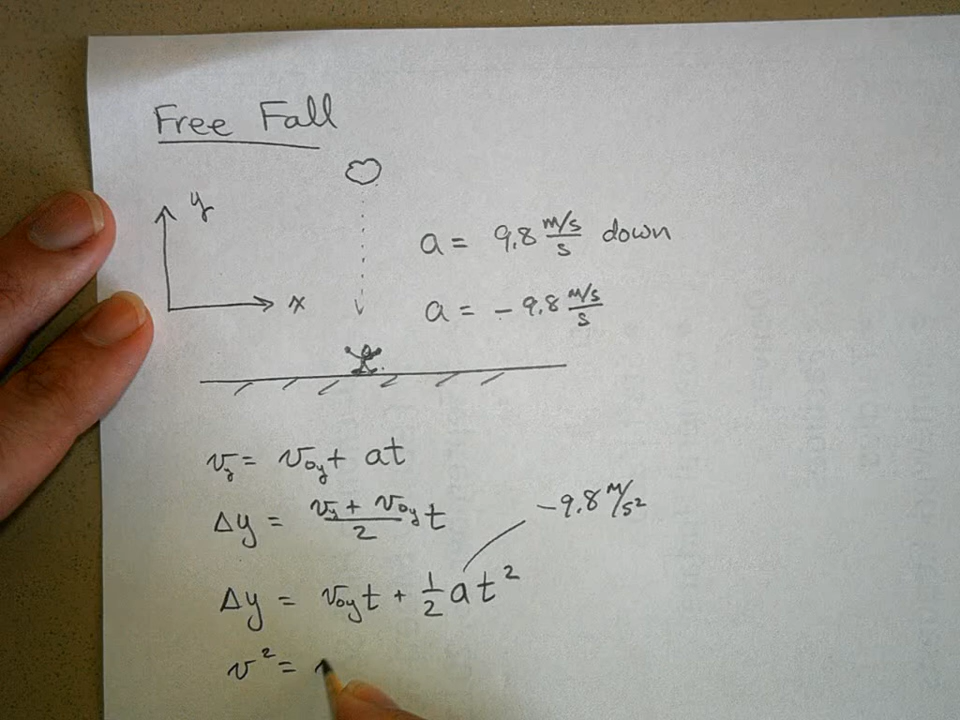 Free Fall
y
a = 9.8 m/s/s down
x
a = -9.8 m/s/s
v_y = v_oy + at
Δy = (v_y + v_oy)/2 t
-9.8 m/s²
Δy = v_oy t + 1/2 a t²
v² =